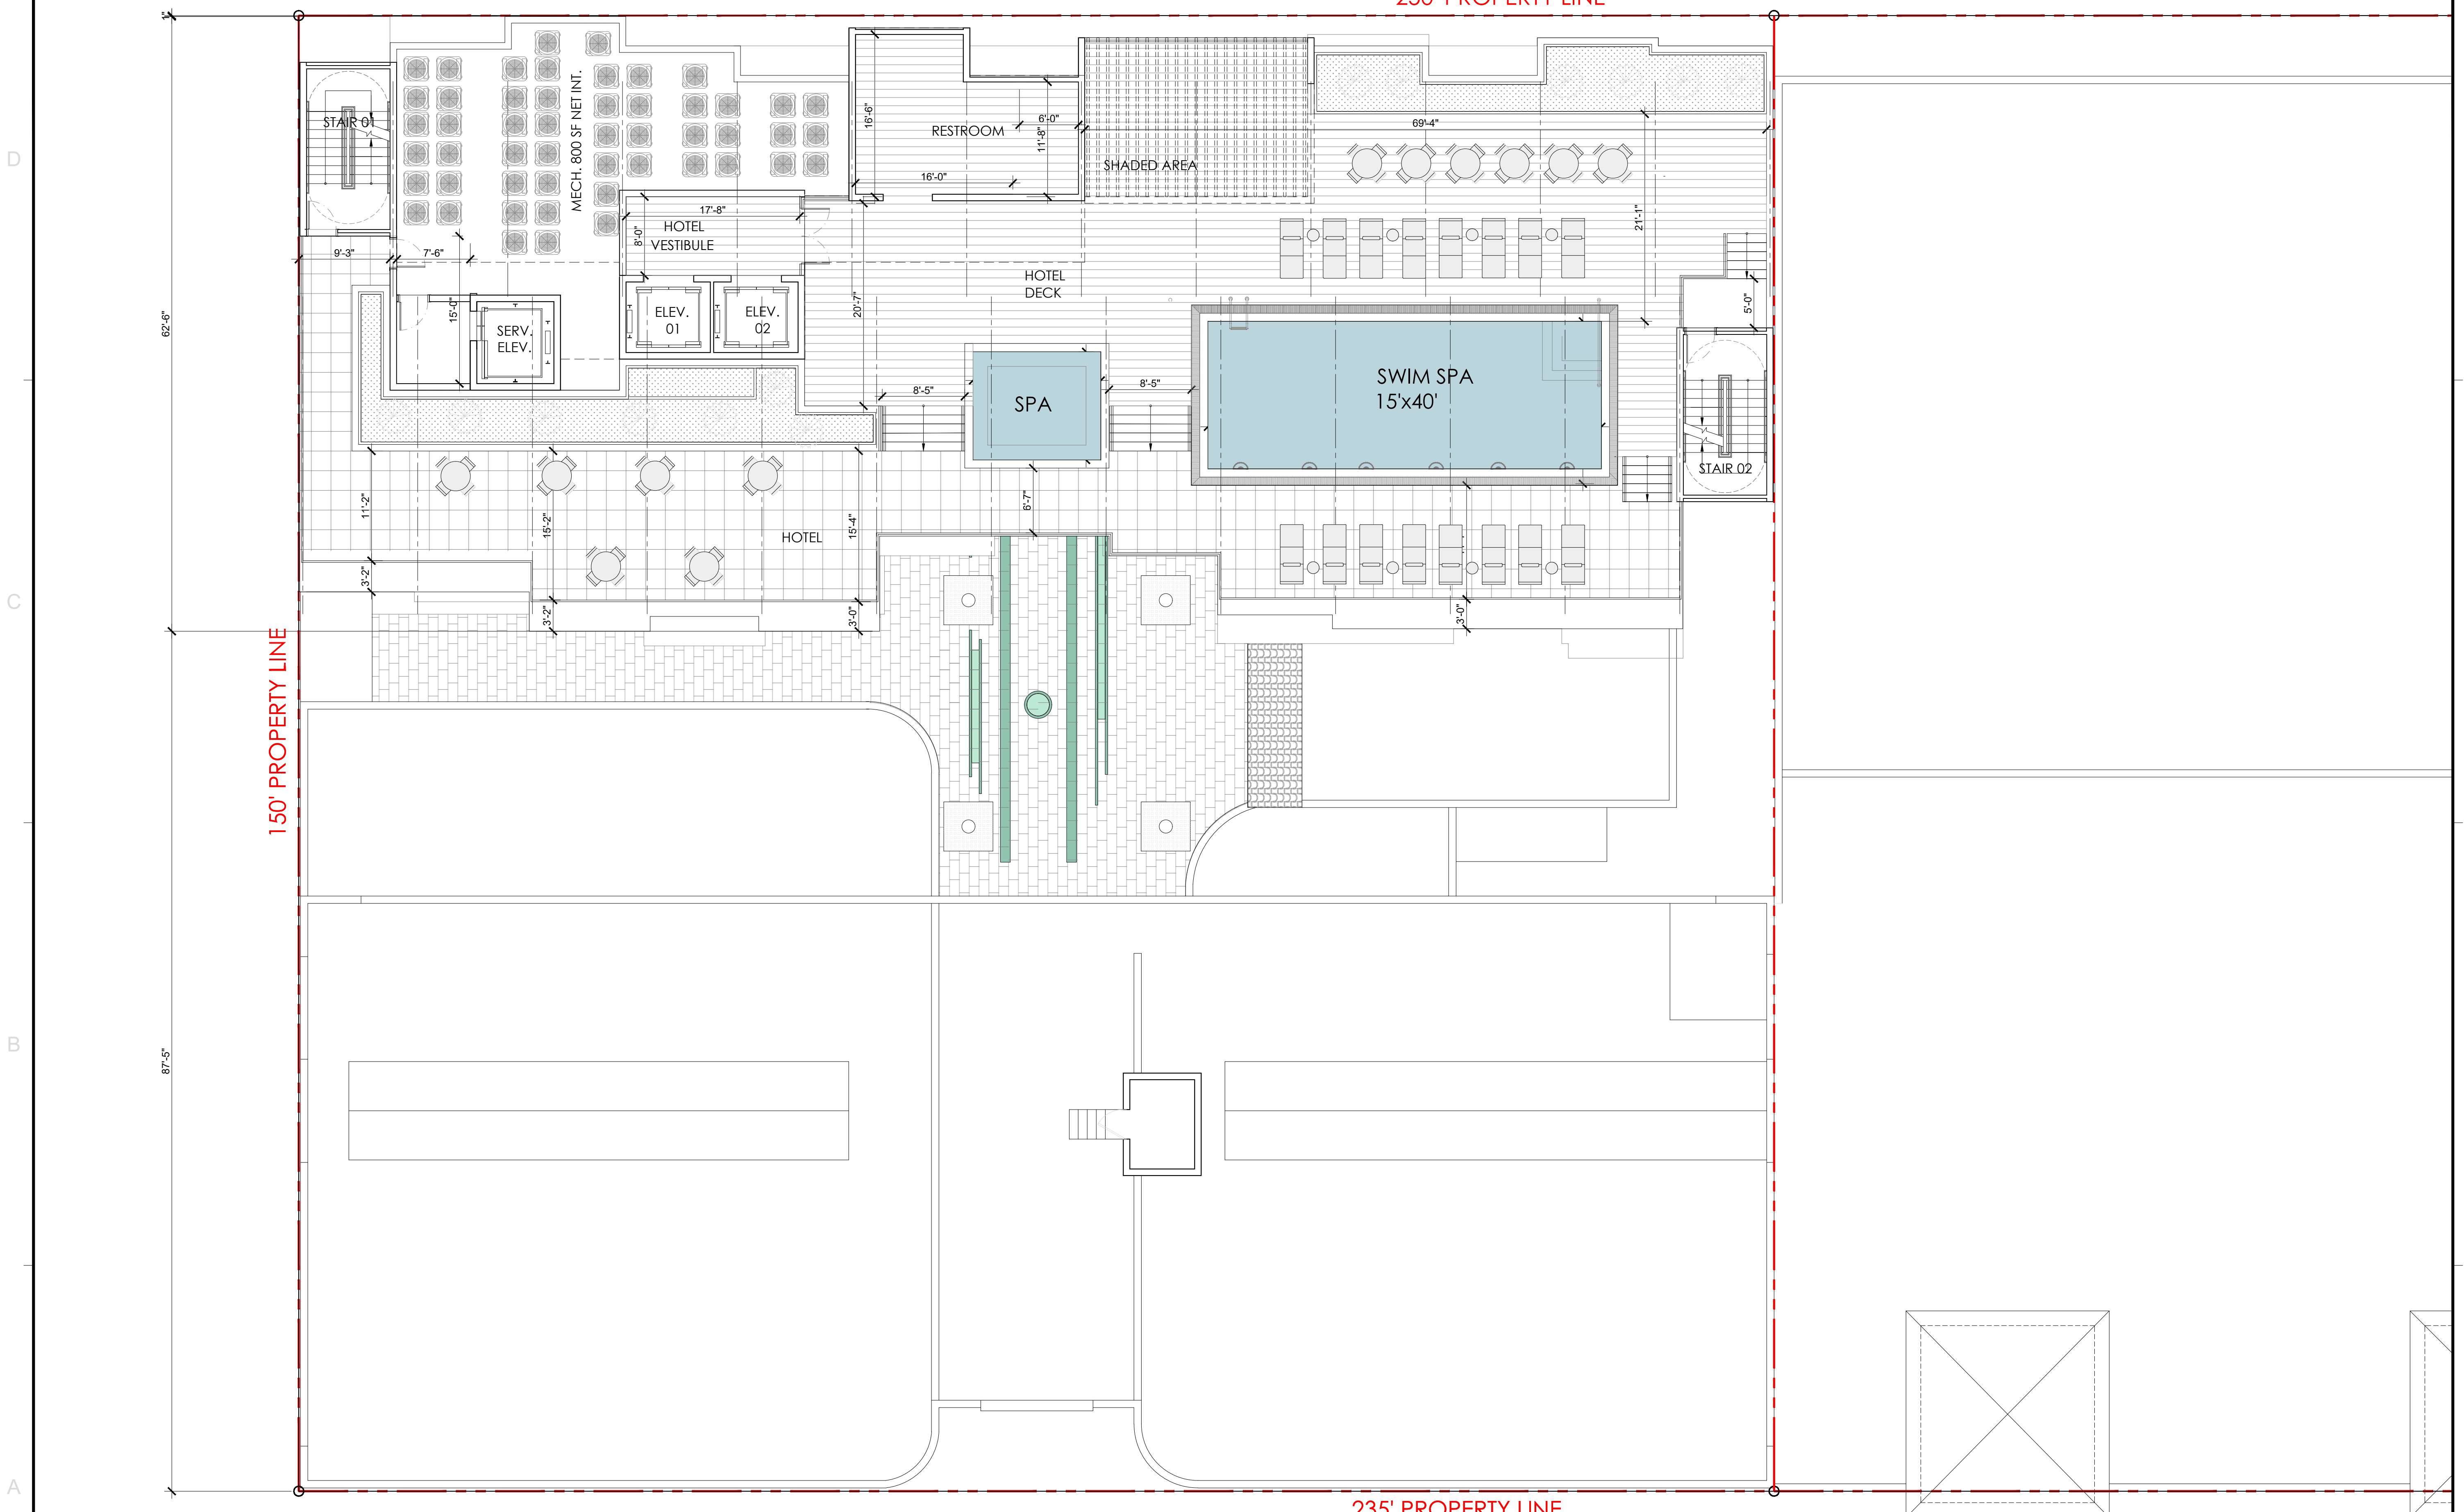 250' PROPERTY LINE
1"
STAIR 01
MECH. 800 SF NET INT.
16'-6"
RESTROOM
6'-0"
11'-8"
69'-4"
D
SHADED AREA
16'-0"
17'-8"
HOTEL
VESTIBULE
8'-0"
21'-1"
9'-3"
7'-6"
HOTEL
DECK
15'-0"
20'-7"
5'-0"
62'-6"
SERV.
ELEV.
ELEV.
01
ELEV.
02
8'-5"
SPA
8'-5"
SWIM SPA
15'x40'
STAIR 02
11'-2"
15'-2"
15'-4"
6'-7"
HOTEL
3'-2"
3'-2"
3'-0"
3'-0"
C
150' PROPERTY LINE
B
87'-5"
A
235' PROPERTY LINE